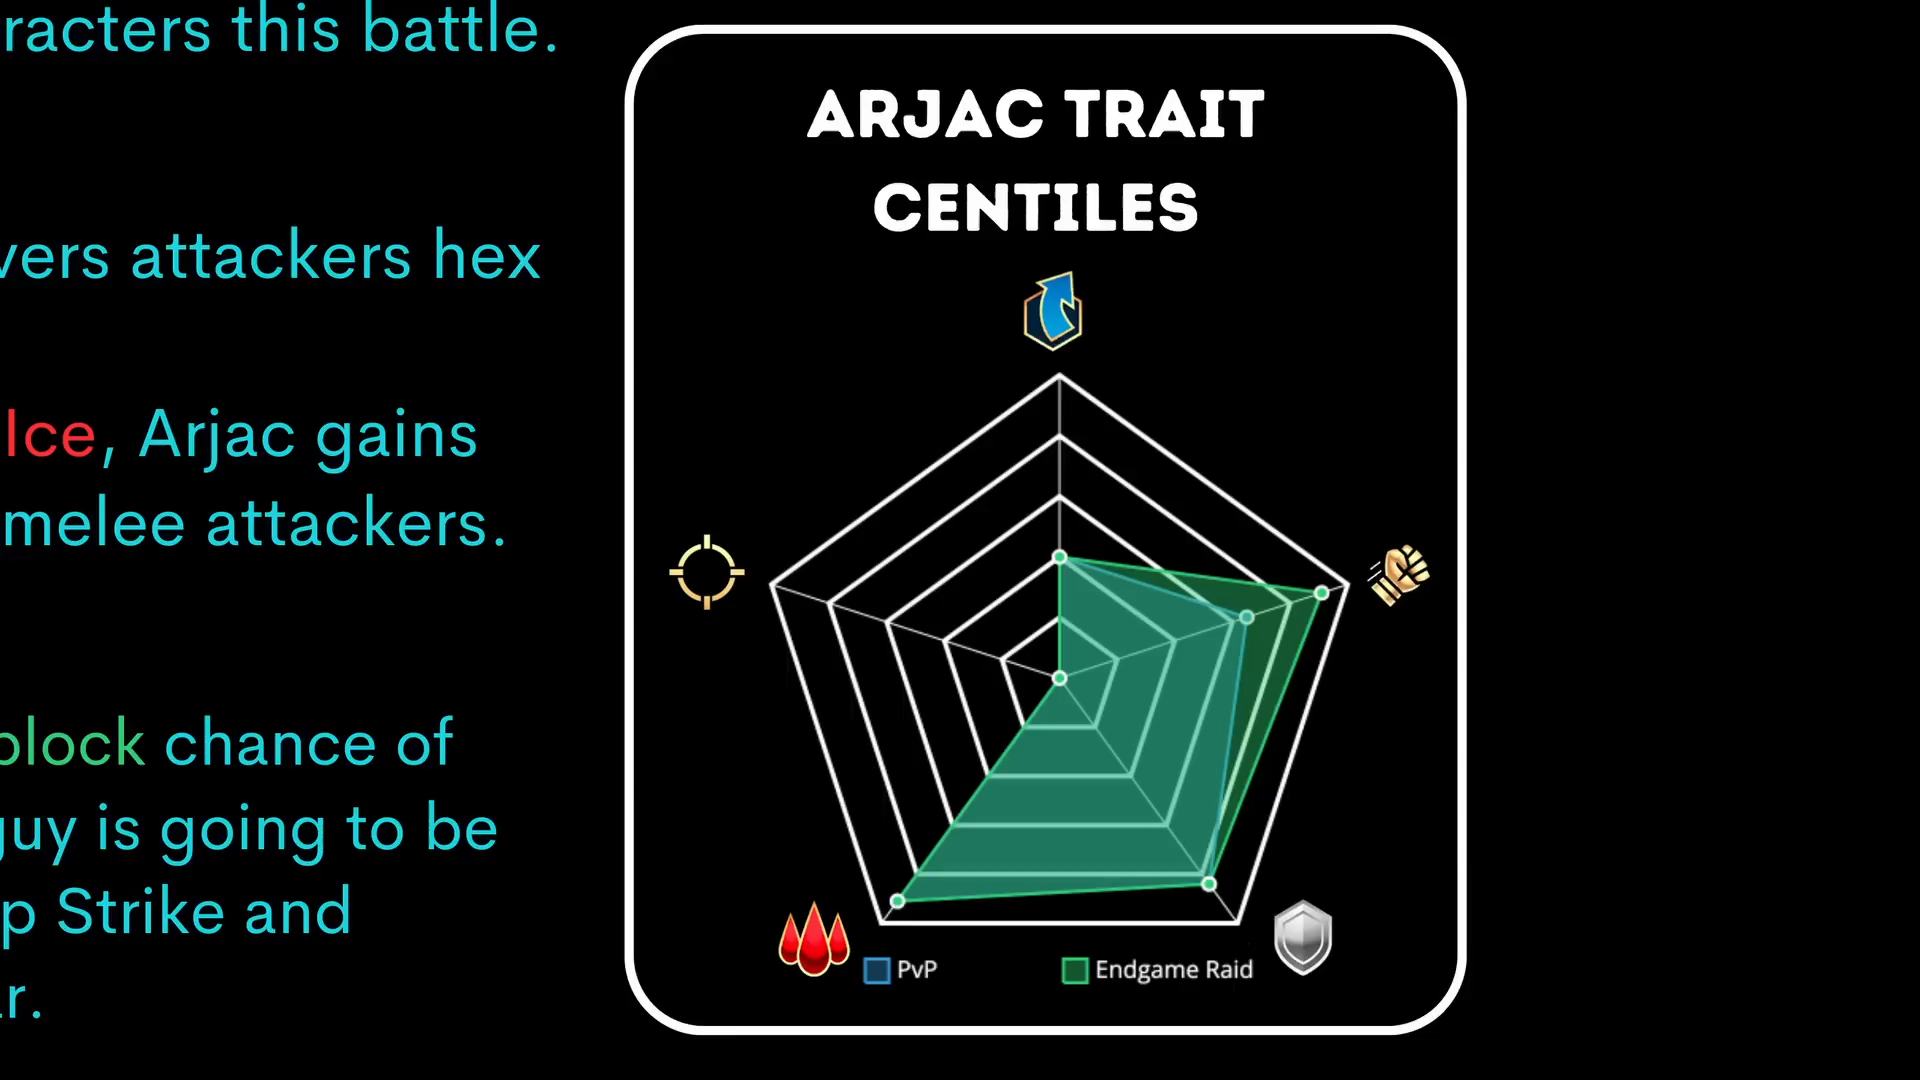 racters this battle.
vers attackers hex
Ice, Arjac gains
melee attackers.
block chance of
guy is going to be
p Strike and
r.
ARJAC TRAIT
CENTILES
PvP
Endgame Raid